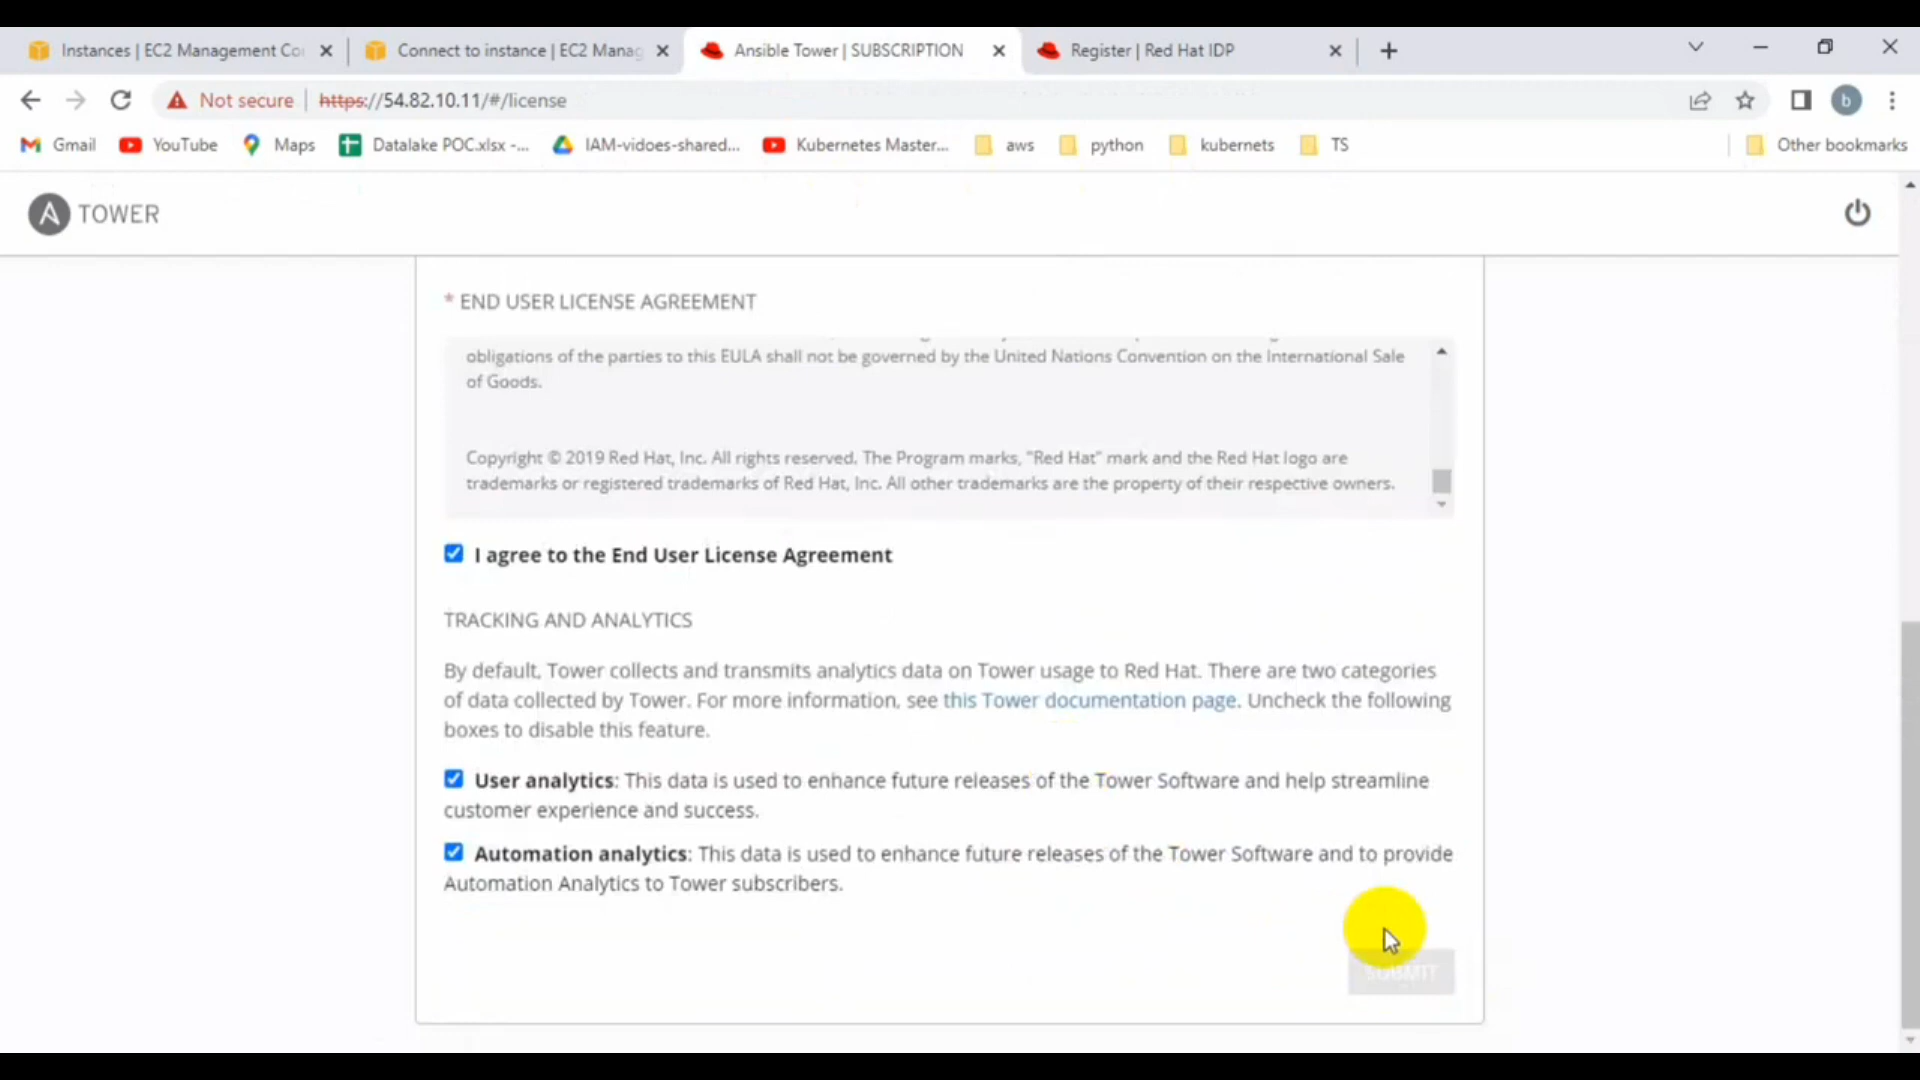 Instances | EC2 Management Co
Connect to instance | EC2 Manag
Ansible Tower | SUBSCRIPTION
Register | Red Hat IDP
Not secure
https://54.82.10.11/#/license
b
Gmail
YouTube
Maps
Datalake POC.xlsx -...
IAM-vidoes-shared...
Kubernetes Master...
aws
python
kubernets
TS
Other bookmarks
A TOWER
* END USER LICENSE AGREEMENT
obligations of the parties to this EULA shall not be governed by the United Nations Convention on the International Sale
of Goods.
Copyright © 2019 Red Hat, Inc. All rights reserved. The Program marks, "Red Hat" mark and the Red Hat logo are
trademarks or registered trademarks of Red Hat, Inc. All other trademarks are the property of their respective owners.
I agree to the End User License Agreement
TRACKING AND ANALYTICS
By default, Tower collects and transmits analytics data on Tower usage to Red Hat. There are two categories
of data collected by Tower. For more information, see this Tower documentation page. Uncheck the following
boxes to disable this feature.
User analytics: This data is used to enhance future releases of the Tower Software and help streamline
customer experience and success.
Automation analytics: This data is used to enhance future releases of the Tower Software and to provide
Automation Analytics to Tower subscribers.
SUBMIT